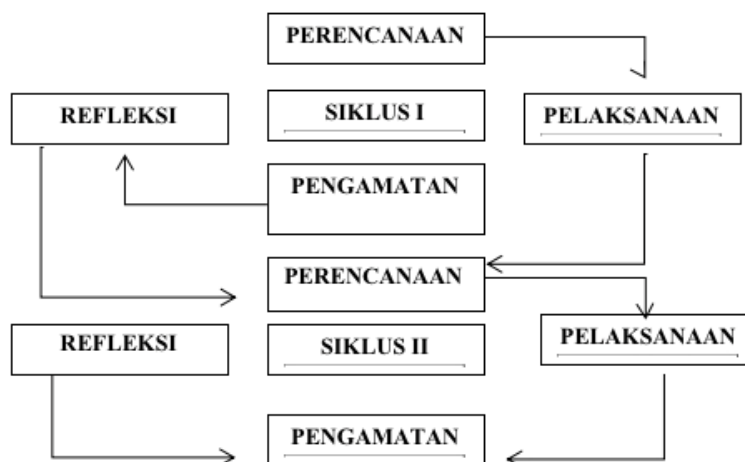 PERENCANAAN
REFLEKSI
SIKLUS I
PELAKSANAAN
PENGAMATAN
PERENCANAAN
REFLEKSI
SIKLUS II
PELAKSANAAN
PENGAMATAN